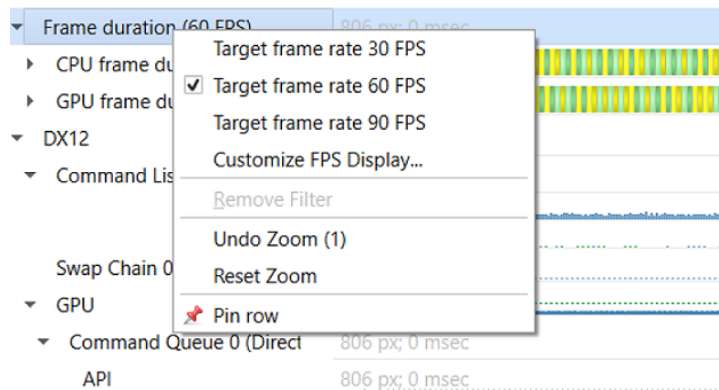 Frame duration (60 FPS) 806 px; 0 msec
Target frame rate 30 FPS
CPU frame du
Target frame rate 60 FPS
GPU frame du
Target frame rate 90 FPS
DX12
Customize FPS Display...
Command Lis
Remove Filter
Undo Zoom (1)
Swap Chain 0
Reset Zoom
GPU
Pin row
Command Queue 0 (Direct 806 px; 0 msec
API 806 px; 0 msec